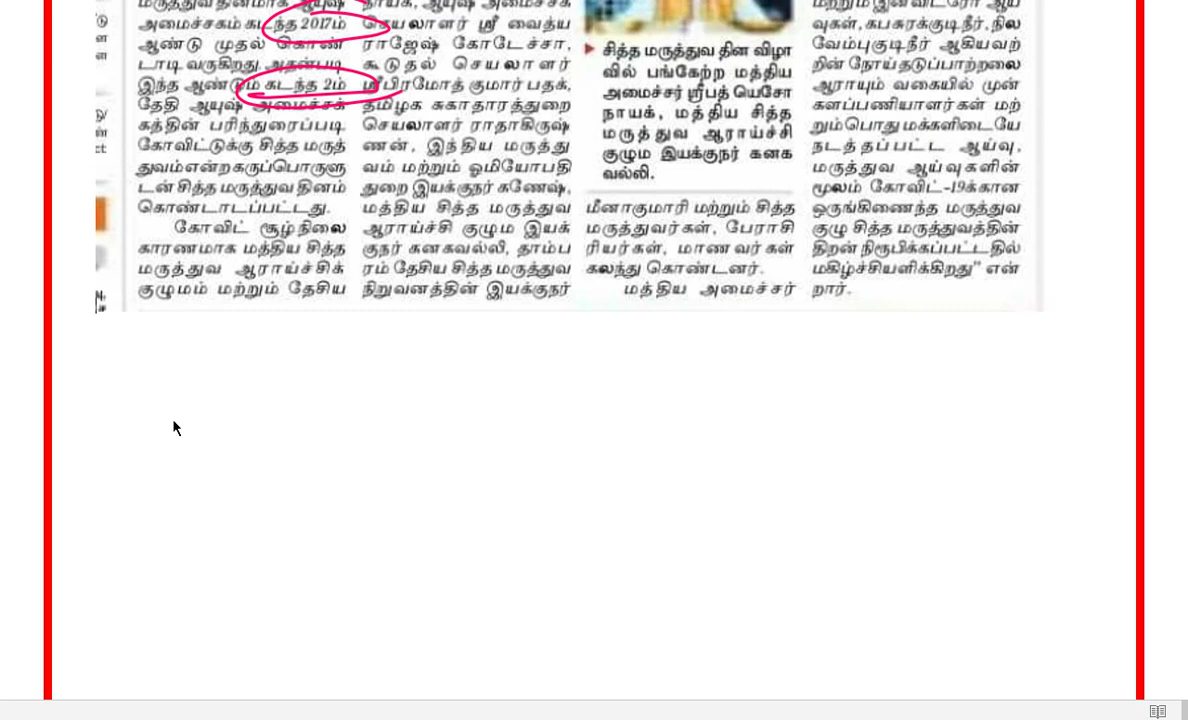 அமைச்சகம் கடந்த 2017ம்
ஆண்டு முதல் கொண்
டாடி வருகிறது. அதன்படி
இந்த ஆண்டும் கடந்த 2ம்
தேதி ஆயுஷ் அமைச்சக்
கத்தின் பரிந்துரைப்படி
கோவிட்டுக்கு சித்த மருத்
துவம் என்ற கருப்பொருளு
டன் சித்த மருத்துவ தினம்
கொண்டாடப்பட்டது.
கோவிட் சூழ்நிலை
காரணமாக மத்திய சித்த
மருத்துவ ஆராய்ச்சிக்
குழுமம் மற்றும் தேசிய
நாயக், ஆயுஷ் அமைச்சக
செயலாளர் ஸ்ரீ வைத்ய
ராஜேஷ் கோடேச்சா,
கூடுதல் செயலாளர்
ஸ்ரீபிரமோத் குமார் பதக்,
தமிழக சுகாதாரத்துறை
செயலாளர் ராதாகிருஷ்
ணன், இந்திய மருத்து
வம் மற்றும் ஓமியோபதி
துறை இயக்குநர் கணேஷ்,
மத்திய சித்த மருத்துவ
ஆராய்ச்சி குழும இயக்
குநர் கனகவல்லி, தாம்ப
ரம் தேசிய சித்த மருத்துவ
நிறுவனத்தின் இயக்குநர்
சித்த மருத்துவ தின விழா
வில் பங்கேற்ற மத்திய
அமைச்சர் ஸ்ரீபத் யெசோ
நாயக், மத்திய சித்த
மருத்துவ ஆராய்ச்சி
குழும இயக்குநர் கனக
வல்லி.
மீனாகுமாரி மற்றும் சித்த
மருத்துவர்கள், பேராசி
ரியர்கள், மாணவர்கள்
கலந்து கொண்டனர்.
மத்திய அமைச்சர்
மற்றும் இன்விட்ரோ ஆய்
வுகள், கபசுரக்குடிநீர், நில
வேம்பு குடிநீர் ஆகியவற்
றின் நோய் தடுப்பாற்றலை
ஆராயும் வகையில் முன்
களப்பணியாளர்கள் மற்
றும் பொது மக்களிடையே
நடத்தப்பட்ட ஆய்வு,
மருத்துவ ஆய்வுகளின்
மூலம் கோவிட்-19க்கான
ஒருங்கிணைந்த மருத்துவ
குழு சித்த மருத்துவத்தின்
திறன் நிரூபிக்கப்பட்டதில்
மகிழ்ச்சியளிக்கிறது" என்
றார்.